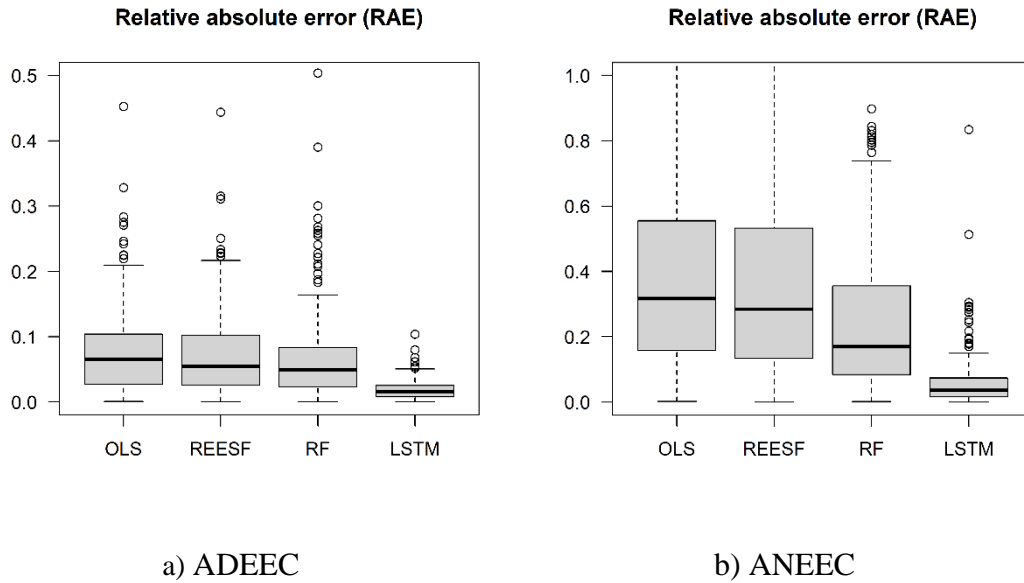 Relative absolute error (RAE)
0.5
0.4
0.3
0.2
0.1
0.0
OLS REESF RF LSTM
a) ADEEC
Relative absolute error (RAE)
1.0
0.8
0.6
0.4
0.2
0.0
OLS REESF RF LSTM
b) ANEEC